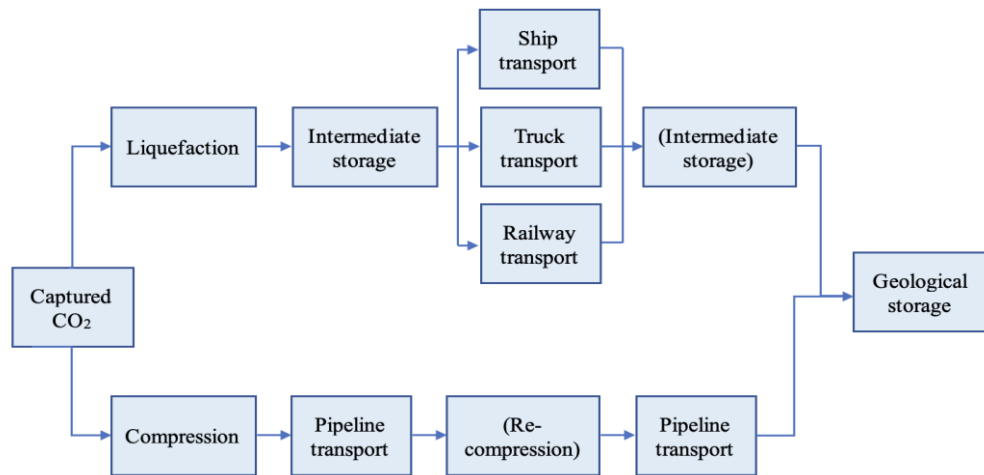 Ship
transport
Liquefaction
Intermediate
storage
Truck
transport
(Intermediate
storage)
Railway
transport
Captured
CO₂
Geological
storage
Compression
Pipeline
transport
(Re-
compression)
Pipeline
transport